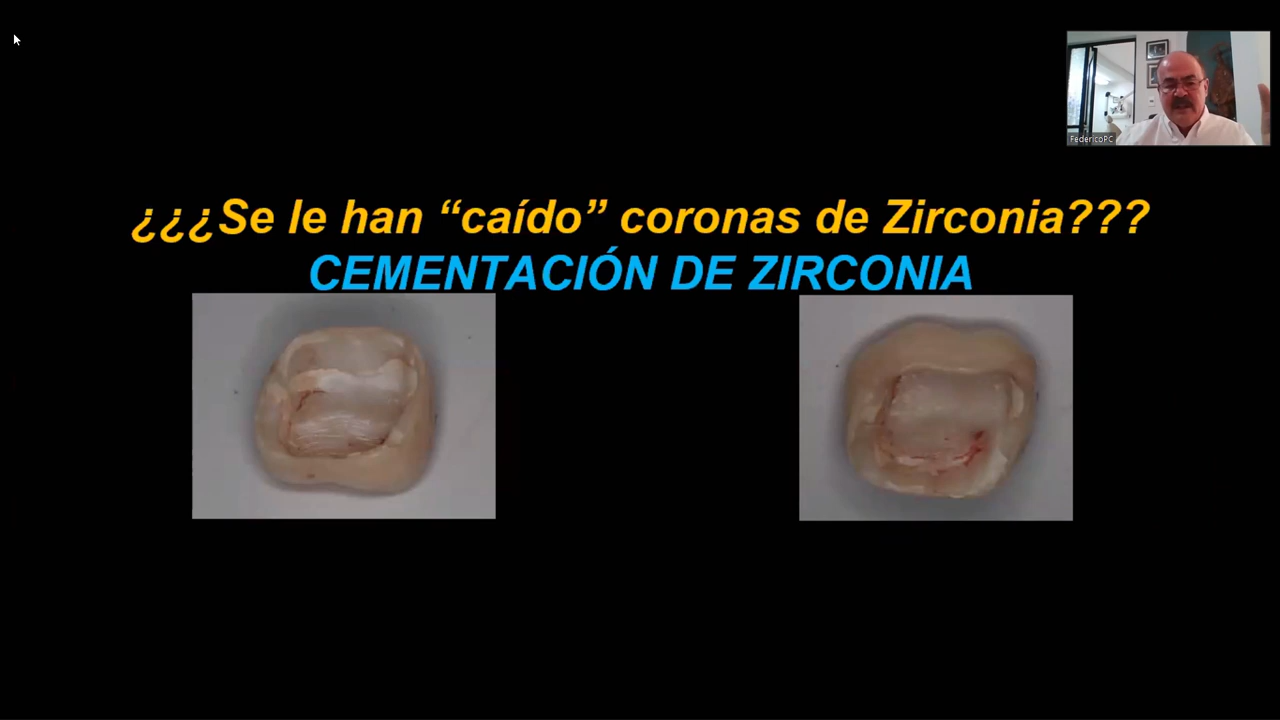 FedericoPC
¿¿¿Se le han “caído” coronas de Zirconia???
CEMENTACIÓN DE ZIRCONIA